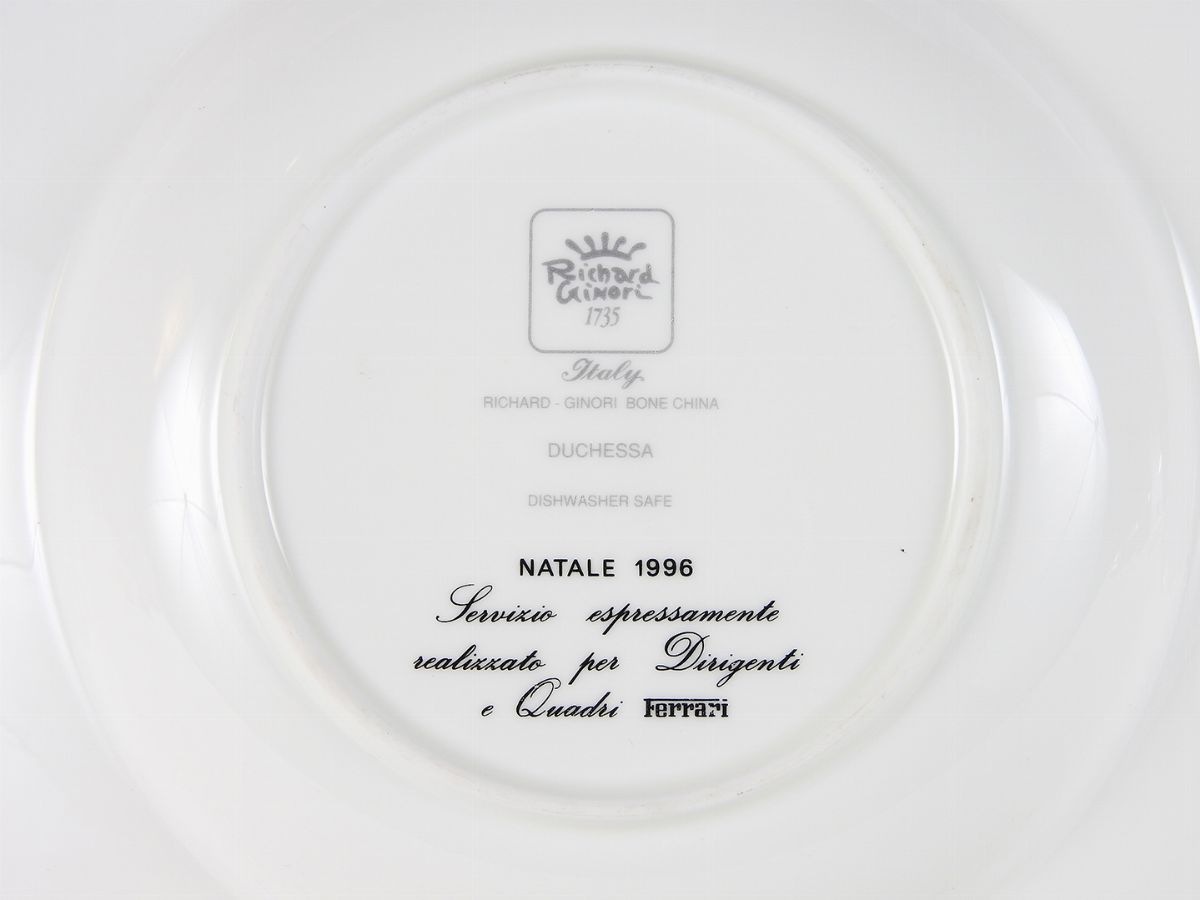 Richard
Ginori
1735
Italy
RICHARD - GINORI BONE CHINA
DUCHESSA
DISHWASHER SAFE
NATALE 1996
Servizio espressamente
realizzato per Dirigenti
e Quadri Ferrari